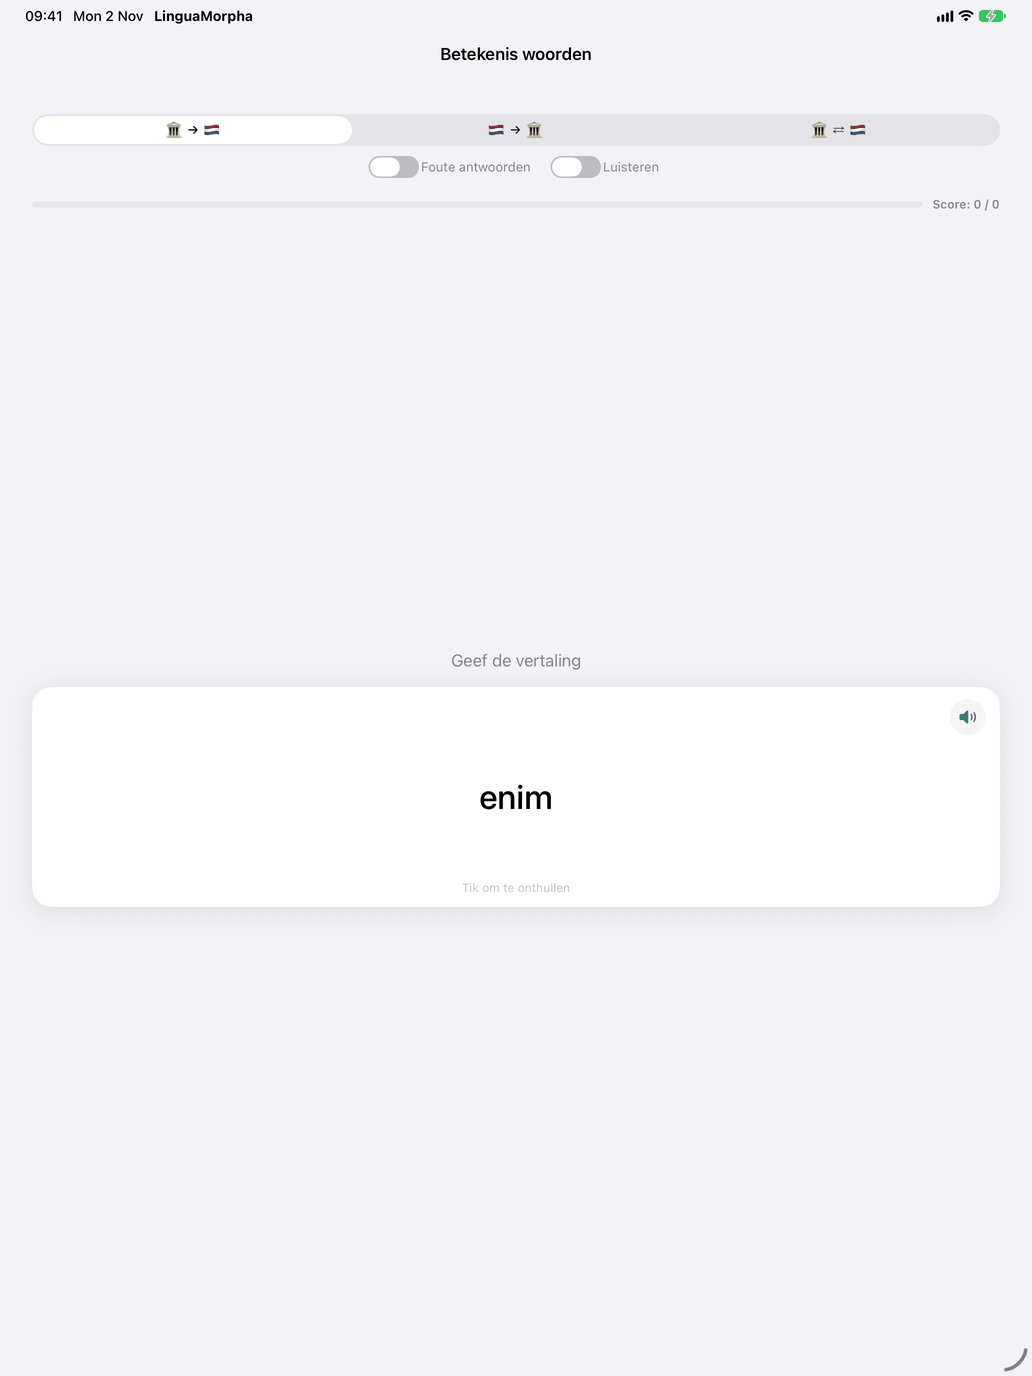 09:41 Mon 2 Nov LinguaMorpha
Betekenis woorden
🏛️ → 🇳🇱 🇳🇱 → 🏛️ 🏛️ ⇄ 🇳🇱
Foute antwoorden Luisteren
Score: 0 / 0
Geef de vertaling
enim
Tik om te onthullen